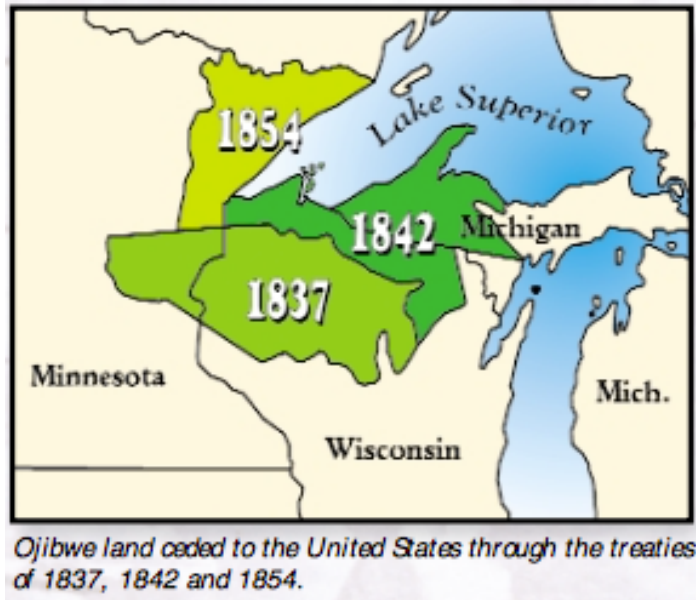 1854
Lake Superior
1842
Michigan
1837
Minnesota
Mich.
Wisconsin
Ojibwe land ceded to the United States through the treaties
of 1837, 1842 and 1854.